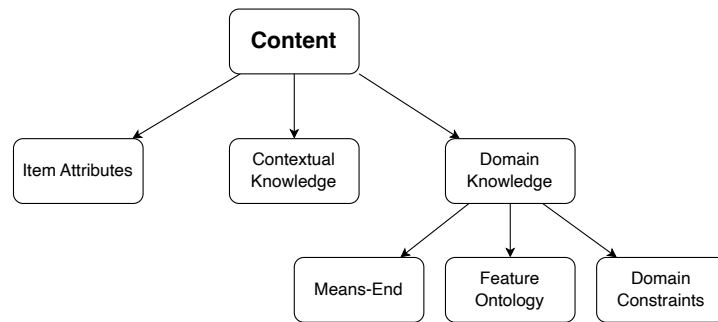 Content
Item Attributes
Contextual
Knowledge
Domain
Knowledge
Means-End
Feature
Ontology
Domain
Constraints